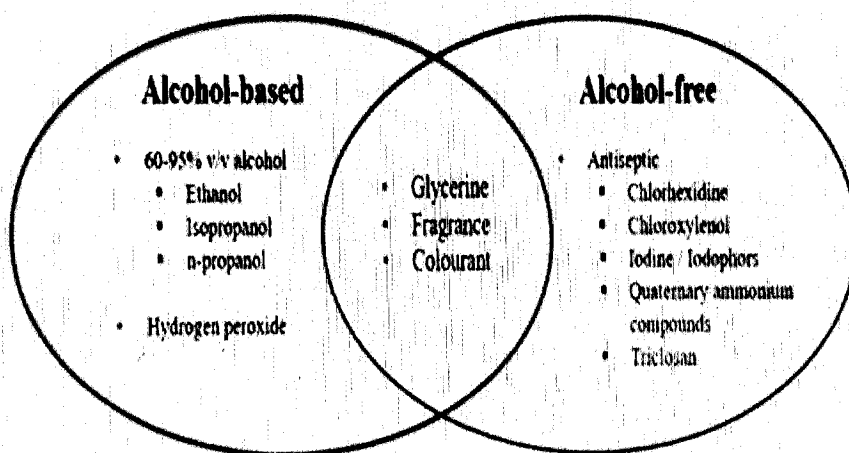 Alcohol-based
• 60-95% v/v alcohol
▪ Ethanol
▪ Isopropanol
▪ n-propanol
• Hydrogen peroxide
• Glycerine
• Fragrance
• Colourant
Alcohol-free
• Antiseptic
▪ Chlorhexidine
▪ Chloroxylenol
▪ Iodine / Iodophors
▪ Quaternary ammonium
compounds
▪ Triclosan